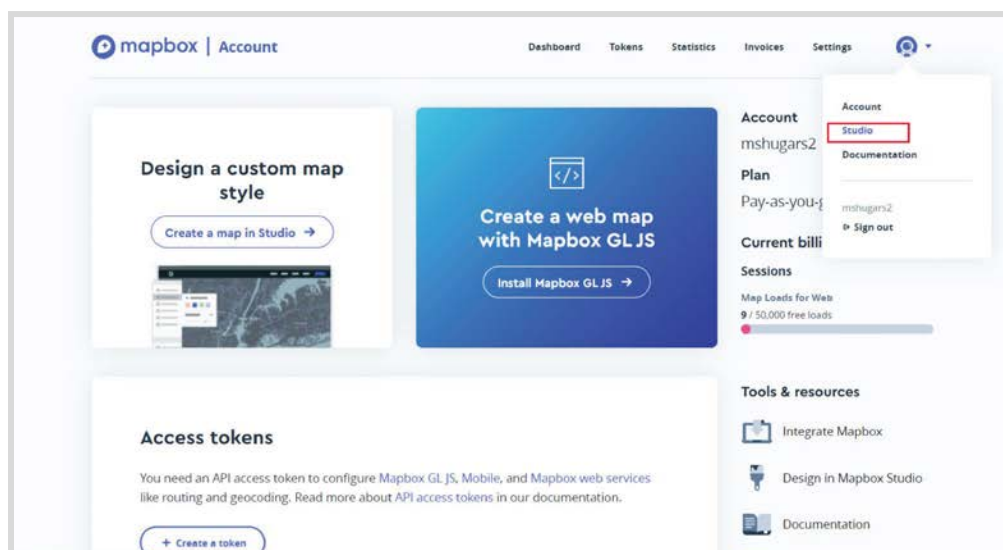 mapbox | Account
Dashboard Tokens Statistics Invoices Settings
Account
Studio
Documentation
mshugars2
Sign out
Design a custom map
style
Create a map in Studio →
</>
Create a web map
with Mapbox GL JS
Install Mapbox GL JS →
Account
mshugars2
Plan
Pay-as-you-g
Current billi
Sessions
Map Loads for Web
9 / 50,000 free loads
Access tokens
You need an API access token to configure Mapbox GL JS, Mobile, and Mapbox web services
like routing and geocoding. Read more about API access tokens in our documentation.
+ Create a token
Tools & resources
Integrate Mapbox
Design in Mapbox Studio
Documentation